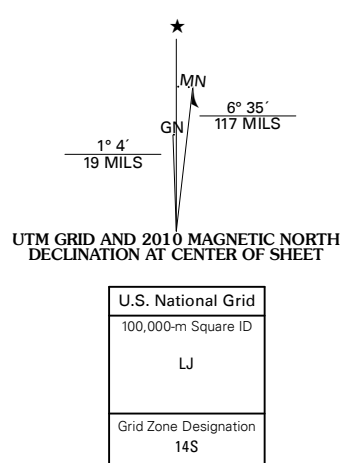 ★
MN
6° 35´
117 MILS
GN
1° 4´
19 MILS
UTM GRID AND 2010 MAGNETIC NORTH
DECLINATION AT CENTER OF SHEET
U.S. National Grid
100,000-m Square ID
LJ
Grid Zone Designation
14S